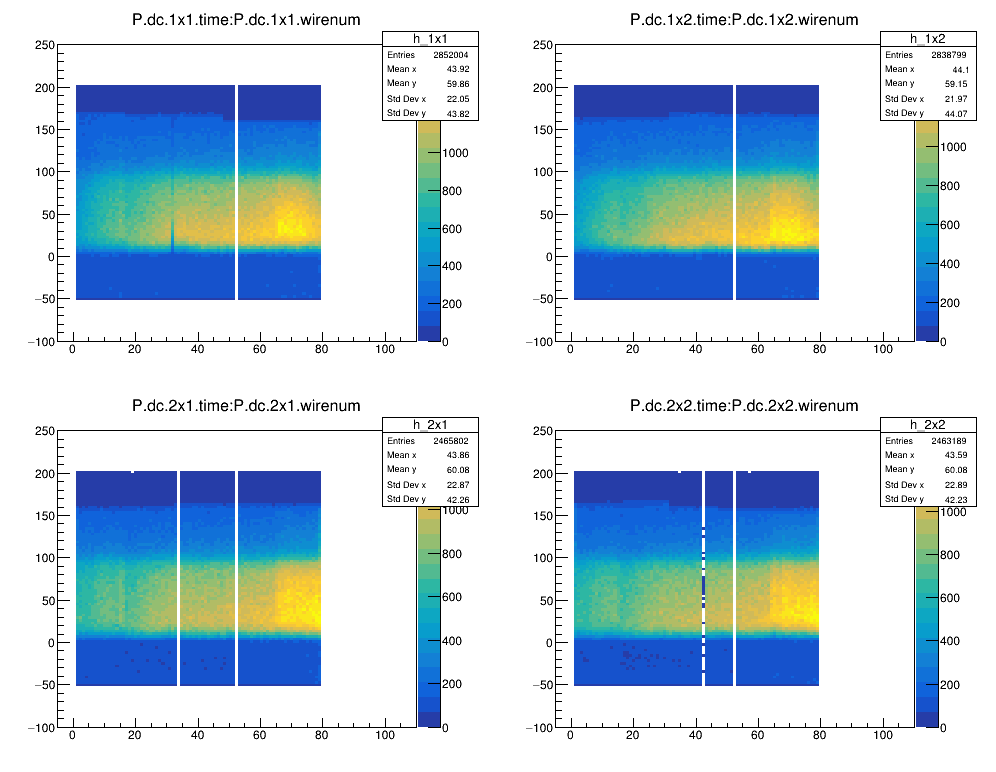 P.dc.1x1.time:P.dc.1x1.wirenum
h_1x1
Entries 2852004
Mean x 43.92
Mean y 59.86
Std Dev x 22.05
Std Dev y 43.82
250
200
150
100
50
0
−50
−100
0 20 40 60 80 100
1000
800
600
400
200
0
P.dc.1x2.time:P.dc.1x2.wirenum
h_1x2
Entries 2838799
Mean x 44.1
Mean y 59.15
Std Dev x 21.97
Std Dev y 44.07
250
200
150
100
50
0
−50
−100
0 20 40 60 80 100
1000
800
600
400
200
0
P.dc.2x1.time:P.dc.2x1.wirenum
h_2x1
Entries 2465802
Mean x 43.86
Mean y 60.08
Std Dev x 22.87
Std Dev y 42.26
250
200
150
100
50
0
−50
−100
0 20 40 60 80 100
1000
800
600
400
200
0
P.dc.2x2.time:P.dc.2x2.wirenum
h_2x2
Entries 2463189
Mean x 43.59
Mean y 60.08
Std Dev x 22.89
Std Dev y 42.23
250
200
150
100
50
0
−50
−100
0 20 40 60 80 100
1000
800
600
400
200
0